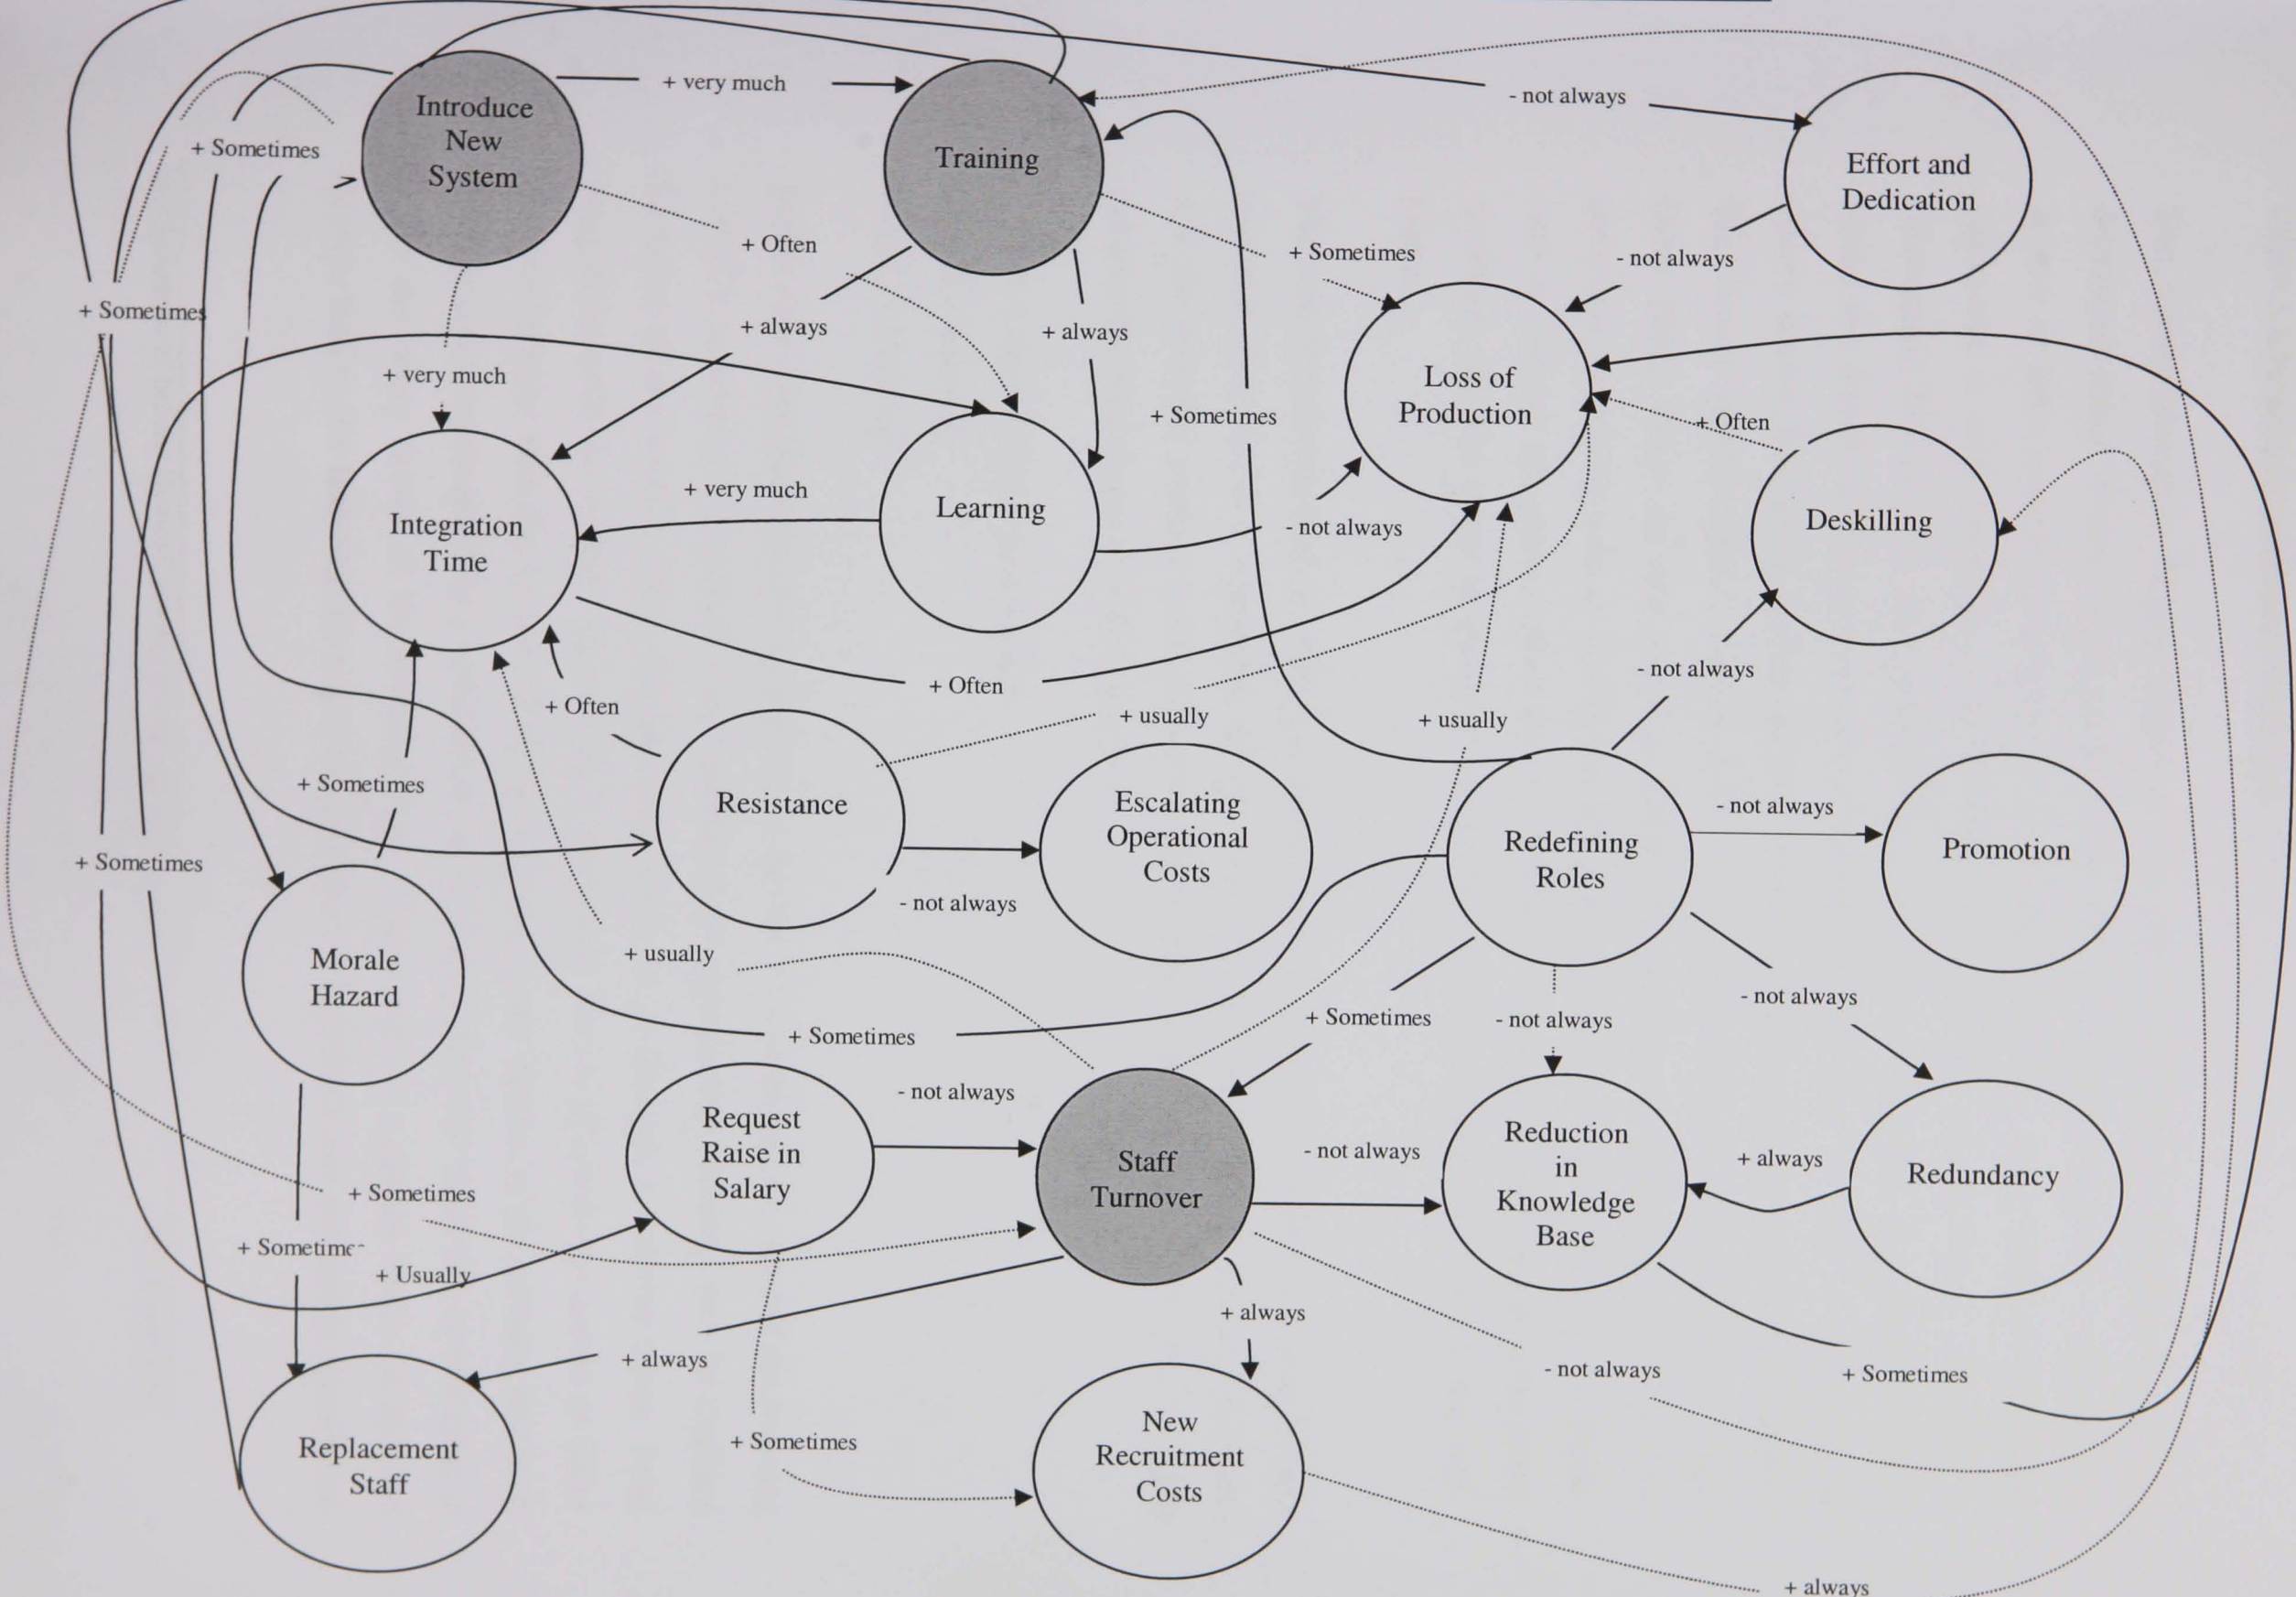 + very much
- not always
Introduce
New
System
+ Sometimes
Training
Effort and
Dedication
+ Often
+ Sometimes
- not always
+ Sometimes
+ always
+ always
+ very much
Loss of
Production
+ Sometimes
+ Often
+ very much
Learning
- not always
Integration
Time
Deskilling
- not always
+ Often
+ Often
+ usually
+ usually
+ Sometimes
Resistance
Escalating
Operational
Costs
Redefining
Roles
- not always
Promotion
+ Sometimes
- not always
Morale
Hazard
+ usually
- not always
+ Sometimes
+ Sometimes
- not always
- not always
Request
Raise in
Salary
Staff
Turnover
- not always
Reduction
in
Knowledge
Base
+ always
Redundancy
+ Sometimes
+ Usually
+ always
+ always
- not always
+ Sometimes
Replacement
Staff
+ Sometimes
New
Recruitment
Costs
+ always